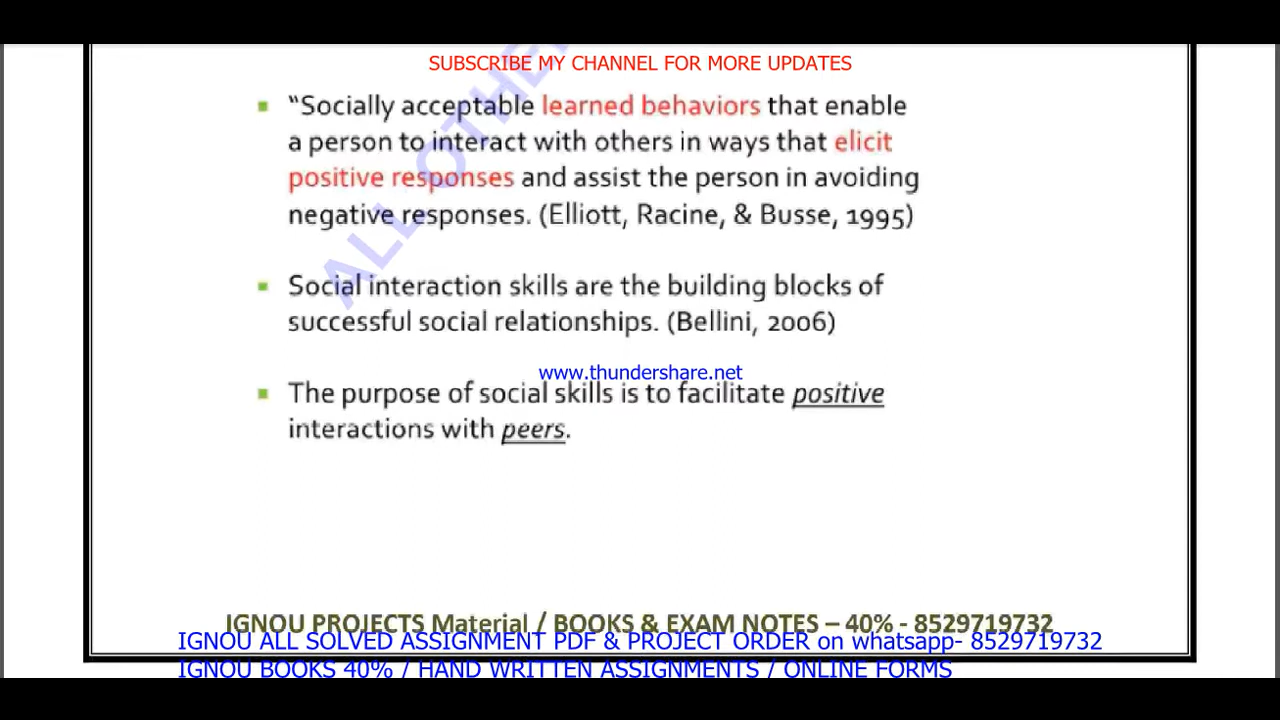 SUBSCRIBE MY CHANNEL FOR MORE UPDATES
“Socially acceptable learned behaviors that enable
a person to interact with others in ways that elicit
positive responses and assist the person in avoiding
negative responses. (Elliott, Racine, & Busse, 1995)
ALL OTHE
Social interaction skills are the building blocks of
successful social relationships. (Bellini, 2006)
www.thundershare.net
The purpose of social skills is to facilitate positive
interactions with peers.
IGNOU PROJECTS Material / BOOKS & EXAM NOTES – 40% - 8529719732
IGNOU ALL SOLVED ASSIGNMENT PDF & PROJECT ORDER on whatsapp- 8529719732
IGNOU BOOKS 40% / HAND WRITTEN ASSIGNMENTS / ONLINE FORMS